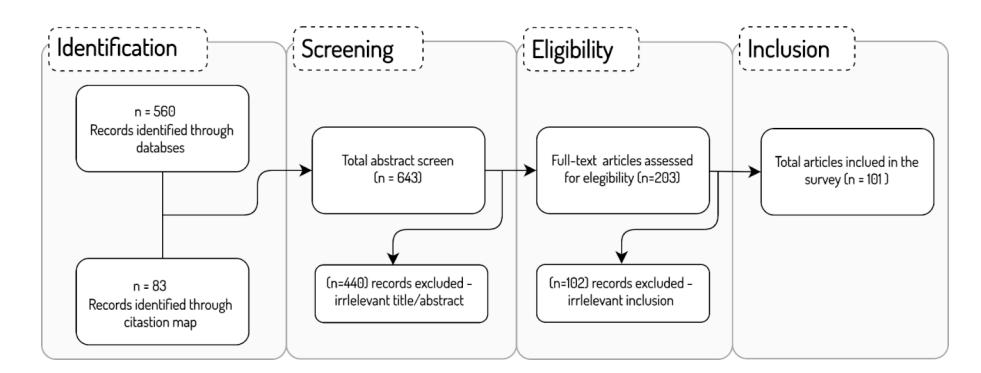 Identification
n = 560
Records identified through
databses
n = 83
Records identified through
citastion map
Screening
Total abstract screen
(n = 643)
(n=440) records excluded -
irrlelevant title/abstract
Eligibility
Full-text articles assessed
for elegibility (n=203)
(n=102) records excluded -
irrlelevant inclusion
Inclusion
Total articles inclued in the
survey (n = 101 )